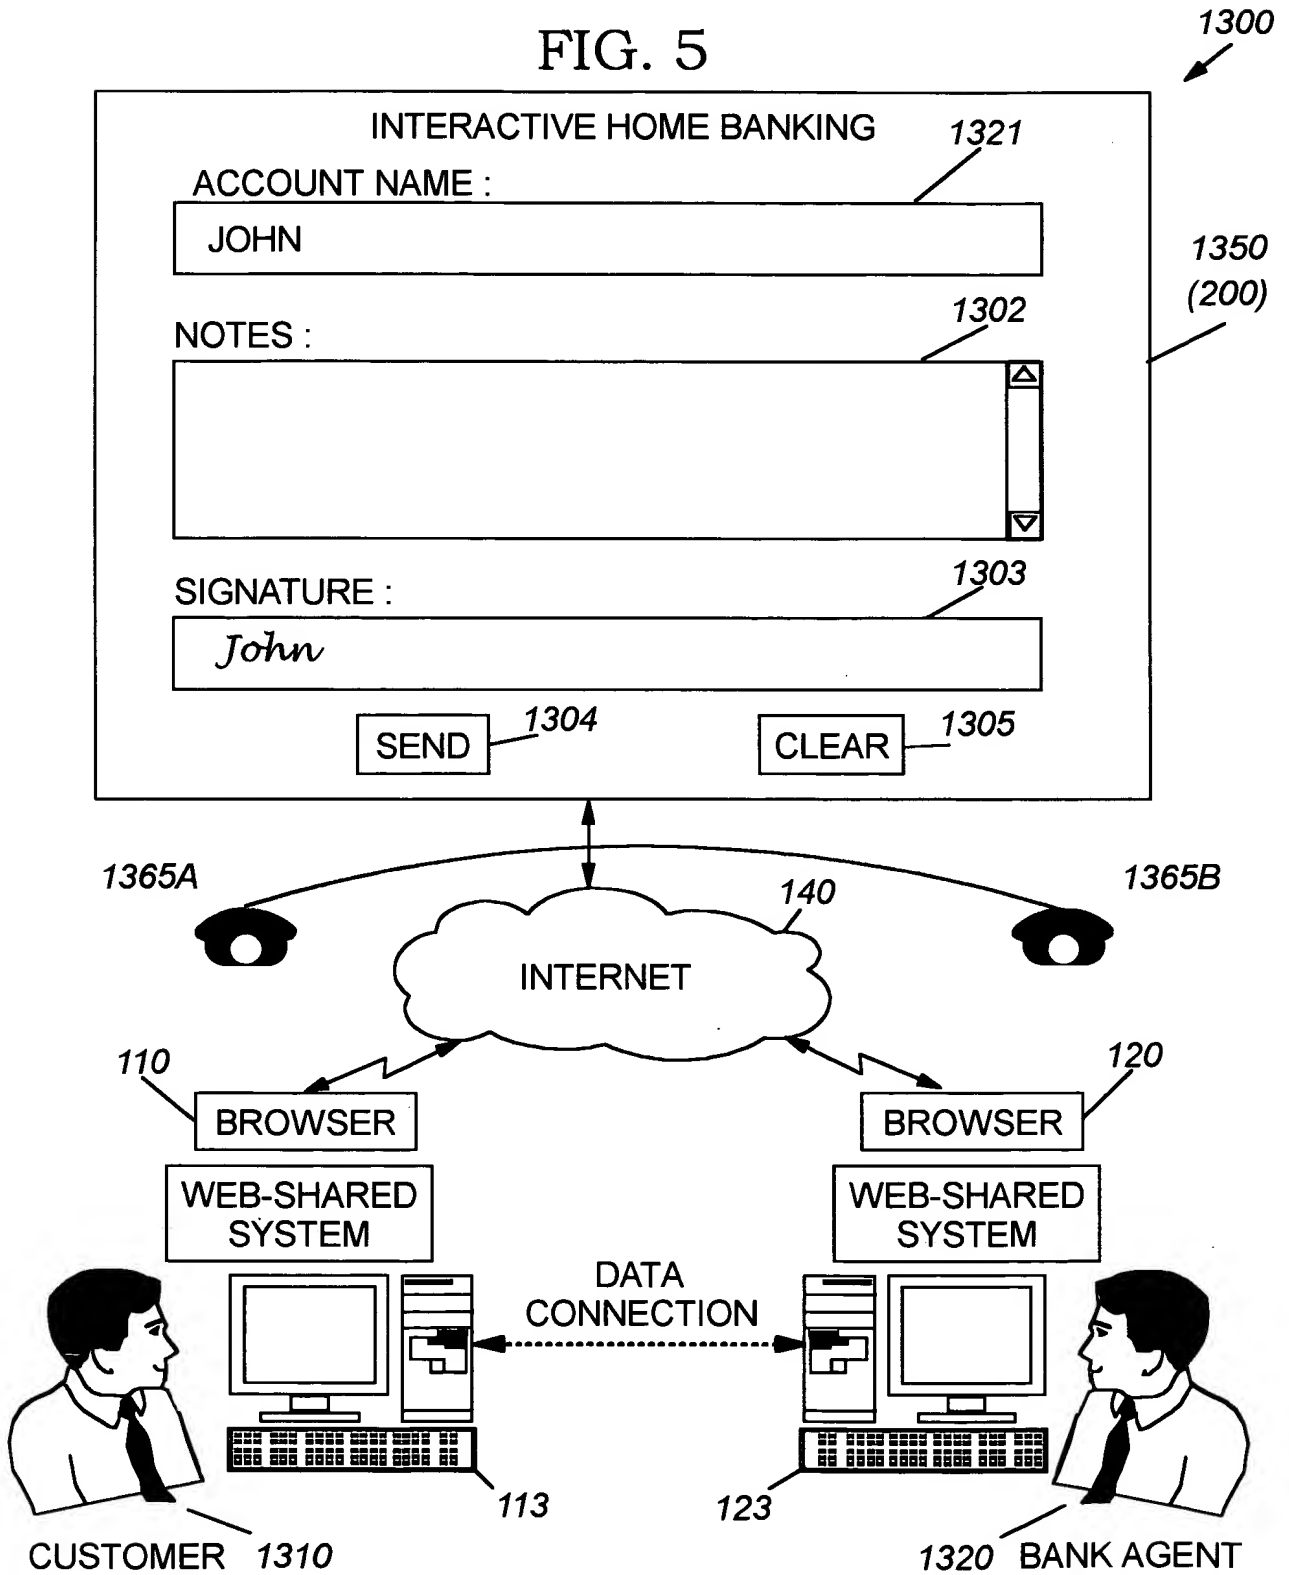 FIG. 5
1300
INTERACTIVE HOME BANKING
1321
ACCOUNT NAME :
JOHN
1350
(200)
1302
NOTES :
1303
SIGNATURE :
John
SEND
1304
CLEAR
1305
1365A
1365B
140
INTERNET
110
120
BROWSER
BROWSER
WEB-SHARED
SYSTEM
WEB-SHARED
SYSTEM
DATA
CONNECTION
113
123
CUSTOMER 1310
1320 BANK AGENT